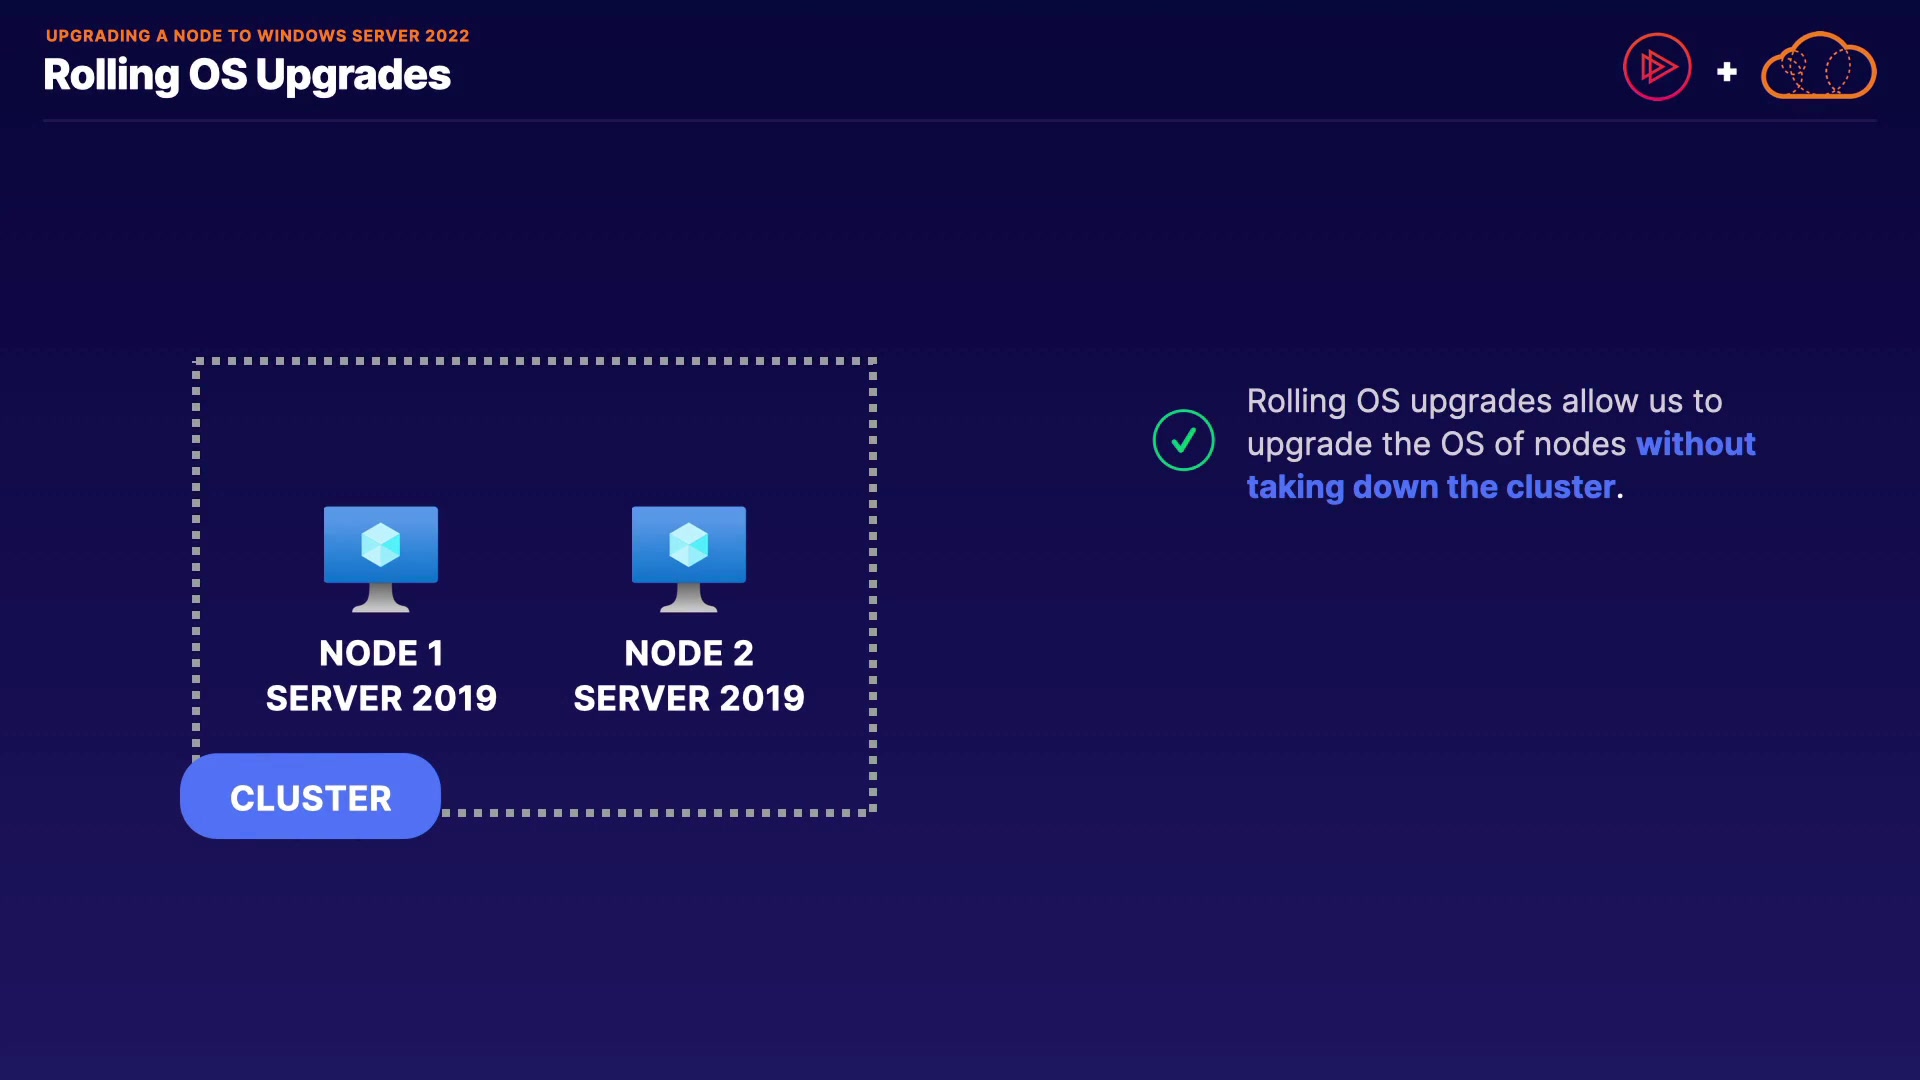 UPGRADING A NODE TO WINDOWS SERVER 2022
Rolling OS Upgrades
Rolling OS upgrades allow us to
upgrade the OS of nodes without
taking down the cluster.
NODE 1
SERVER 2019
NODE 2
SERVER 2019
CLUSTER